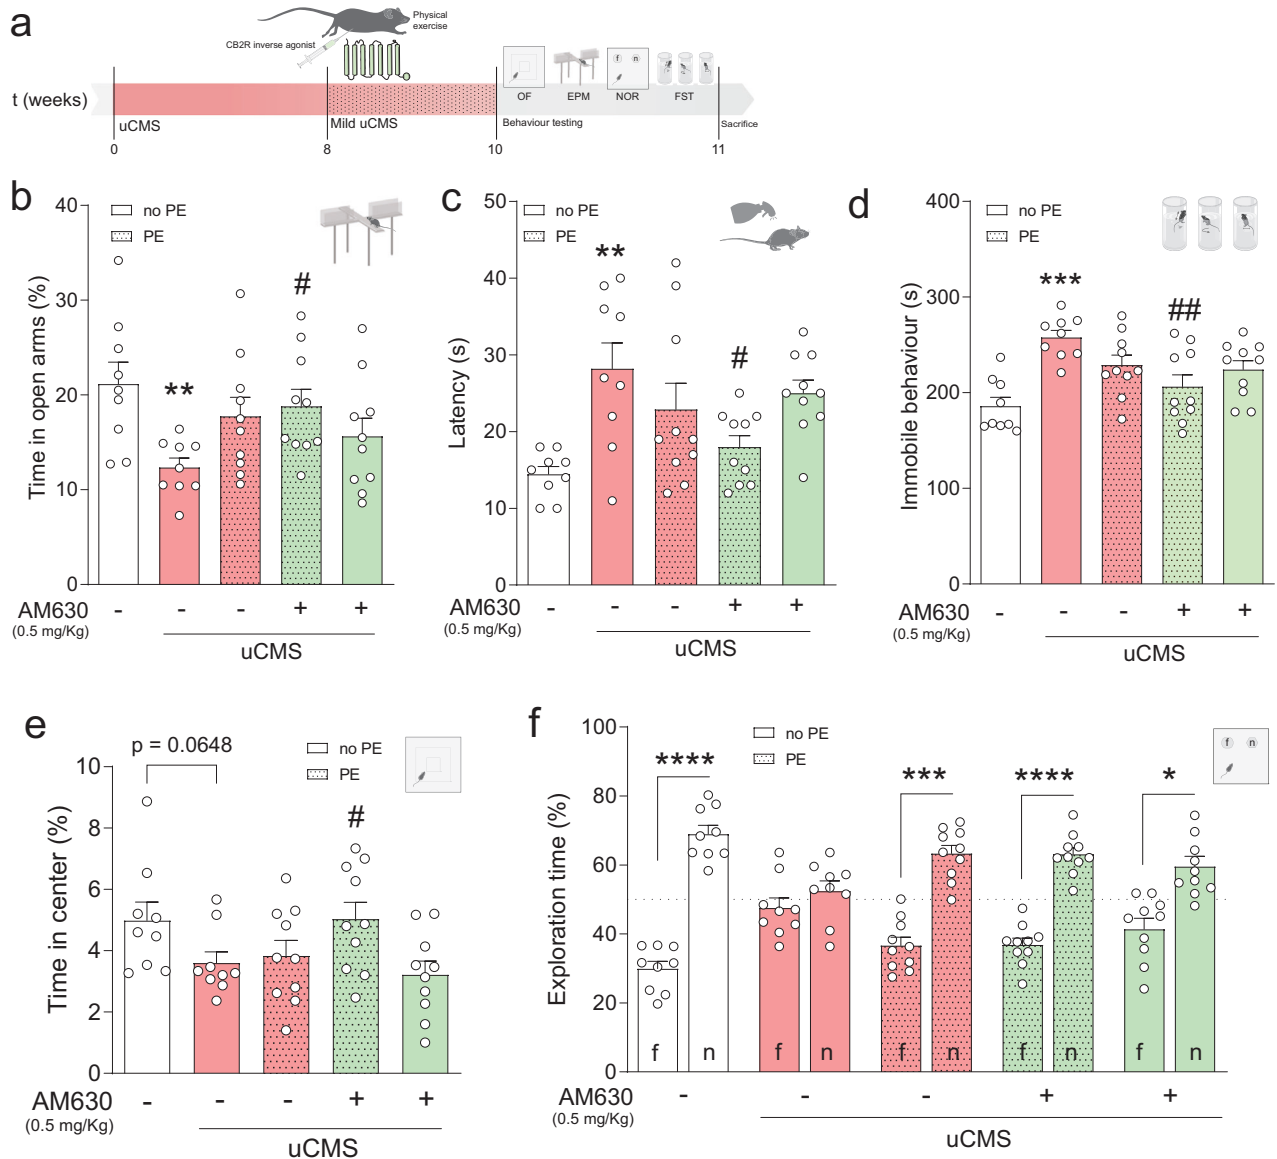 a
Physical
exercise
CB2R inverse agonist
t (weeks)
OF EPM NOR FST
f n
uCMS
Mild uCMS
Behaviour testing
Sacrifice
0 8 10 11
b
no PE
PE
Time in open arms (%)
40
30
20
10
0
**
#
AM630 - - - + +
(0.5 mg/Kg)
uCMS
c
no PE
PE
Latency (s)
50
40
30
20
10
0
**
#
AM630 - - - + +
(0.5 mg/Kg)
uCMS
d
no PE
PE
Immobile behaviour (s)
400
300
200
100
0
***
##
AM630 - - - + +
(0.5 mg/Kg)
uCMS
e
p = 0.0648
no PE
PE
Time in center (%)
10
8
6
4
2
0
#
AM630 - - - + +
(0.5 mg/Kg)
uCMS
f
no PE
PE
f n
Exploration time (%)
100
80
60
40
20
0
**** *** **** *
f n f n f n f n f n
AM630 - - - + +
(0.5 mg/Kg)
uCMS